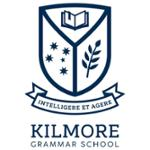 INTELLIGERE ET AGERE
KILMORE
GRAMMAR SCHOOL